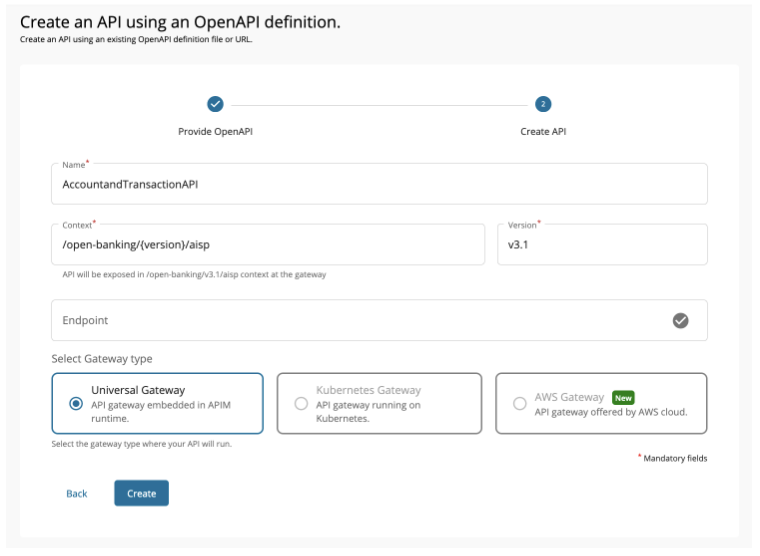 Create an API using an OpenAPI definition.
Create an API using an existing OpenAPI definition file or URL.
2
Provide OpenAPI
Create API
Name*
AccountandTransactionAPI
Context*
Version*
/open-banking/{version}/aisp
v3.1
API will be exposed in /open-banking/v3.1/aisp context at the gateway
Endpoint
Select Gateway type
Universal Gateway
API gateway embedded in APIM
runtime.
Kubernetes Gateway
API gateway running on
Kubernetes.
AWS Gateway New
API gateway offered by AWS cloud.
Select the gateway type where your API will run.
* Mandatory fields
Back
Create